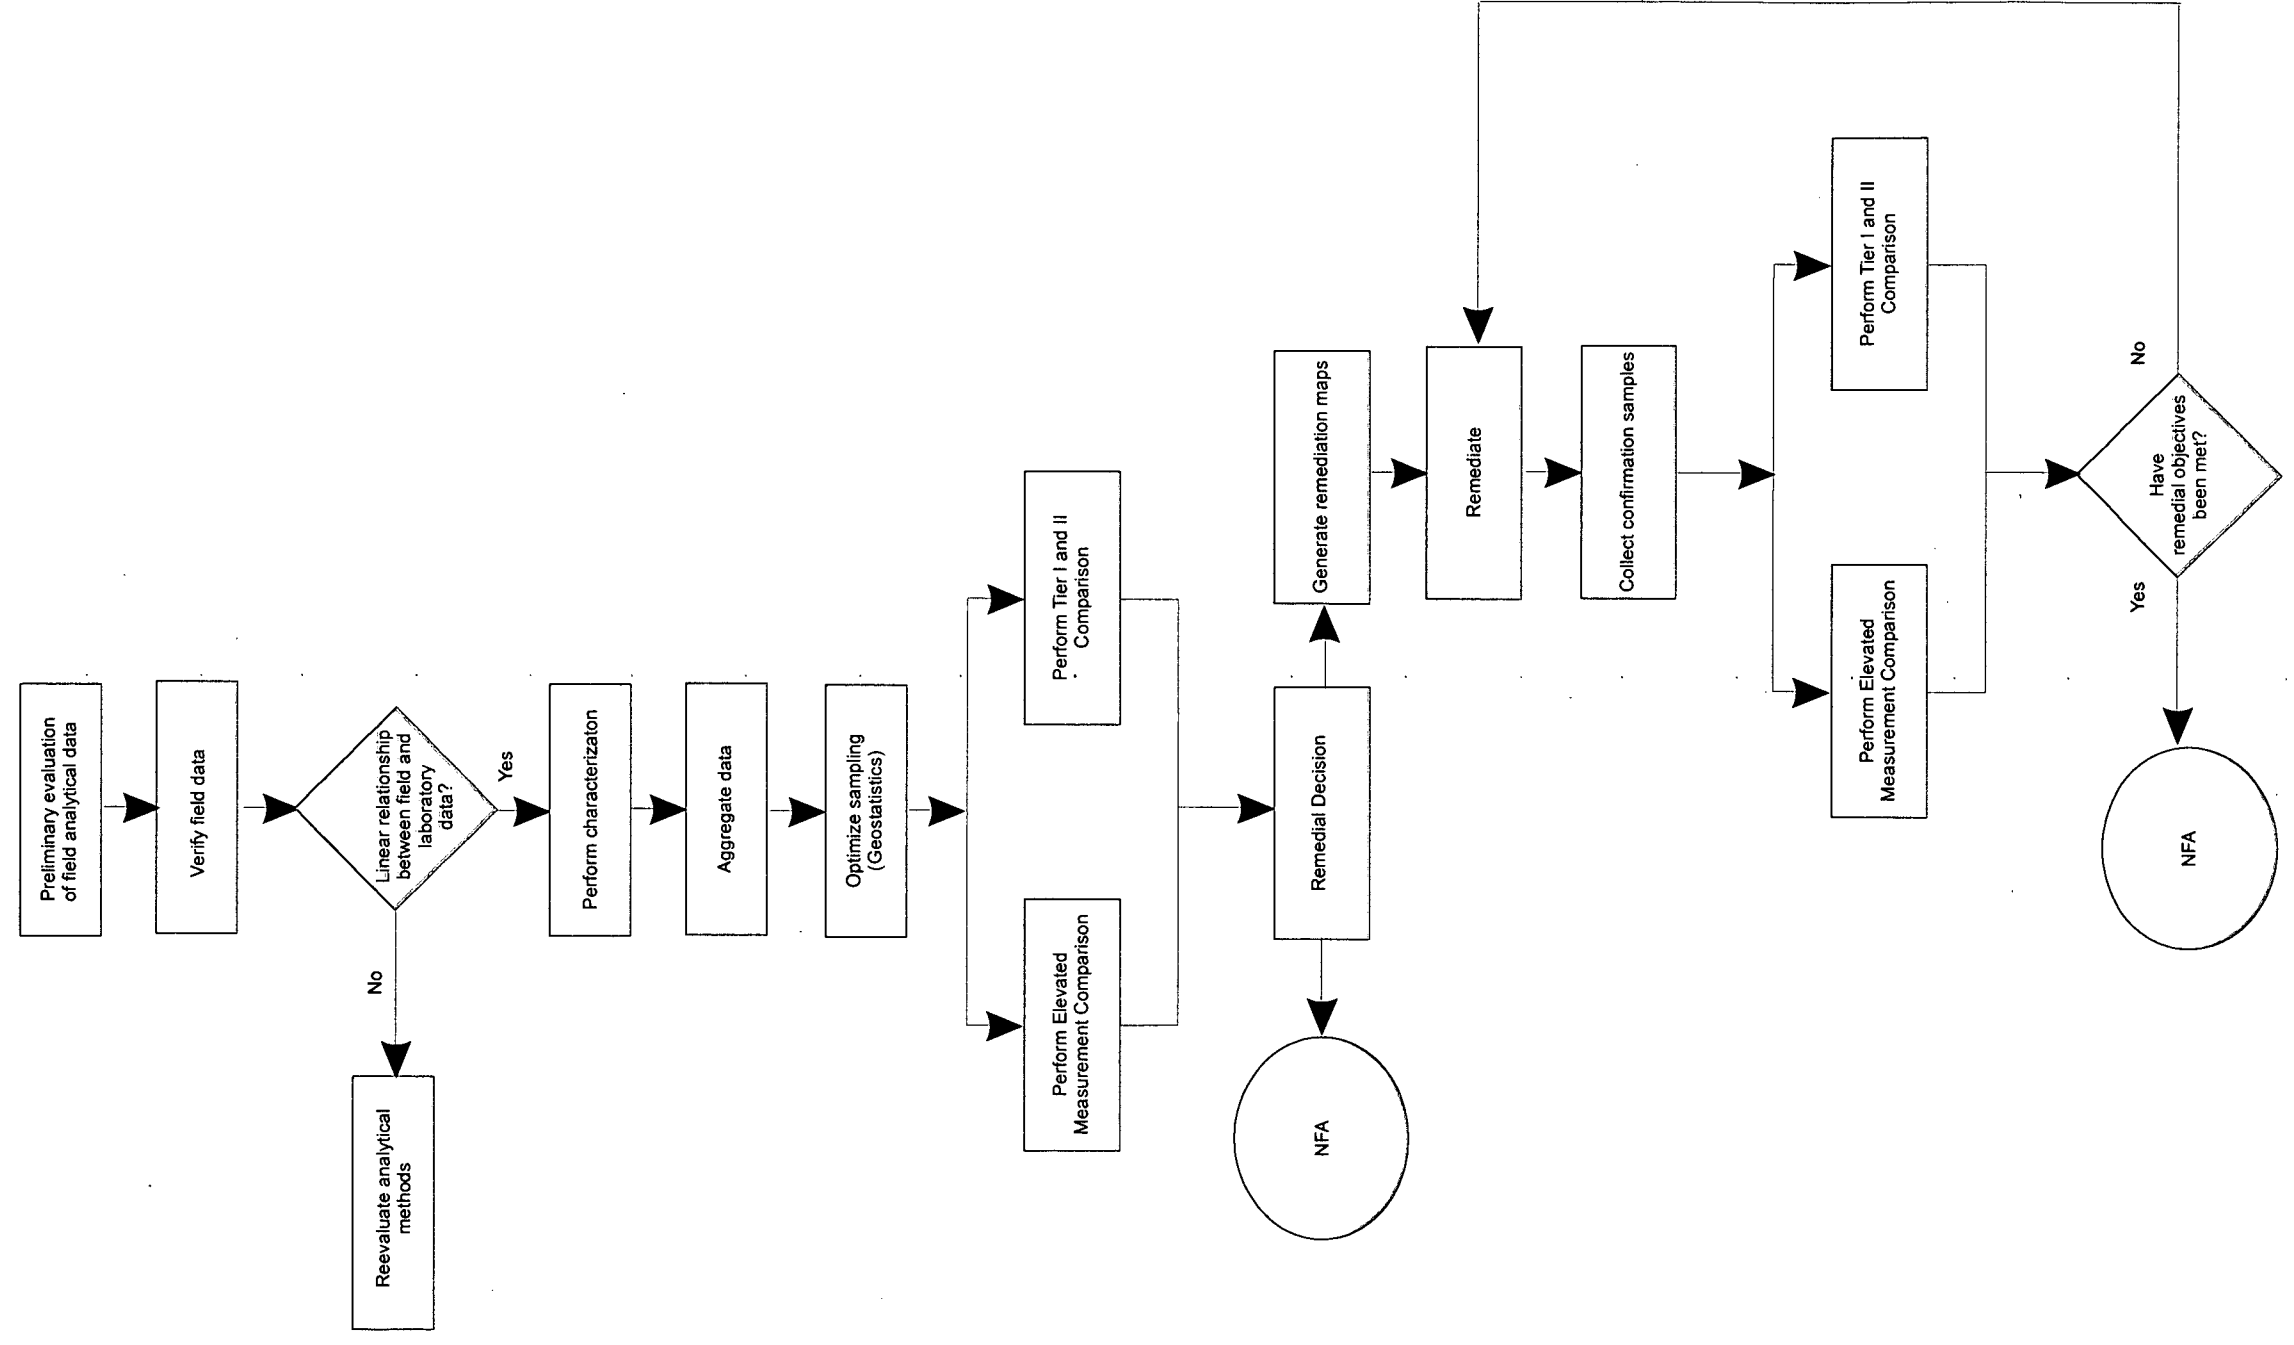 Preliminary evaluation
of field analytical data
Verify field data
Linear relationship
between field and
laboratory
data?
No
Yes
Reevaluate analytical
methods
Perform characterizaton
Aggregate data
Optimize sampling
(Geostatistics)
Perform Elevated
Measurement Comparison
Perform Tier I and II
Comparison
Remedial Decision
NFA
Generate remediation maps
Remediate
Collect confirmation samples
Perform Elevated
Measurement Comparison
Perform Tier I and II
Comparison
Have
remedial objectives
been met?
Yes
No
NFA